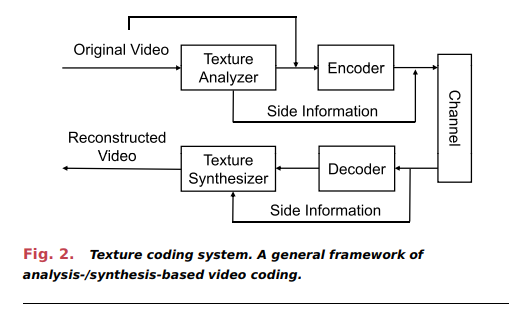 Original Video
Texture
Analyzer
Encoder
Side Information
Channel
Reconstructed
Video
Texture
Synthesizer
Decoder
Side Information
Fig. 2. Texture coding system. A general framework of
analysis-/synthesis-based video coding.